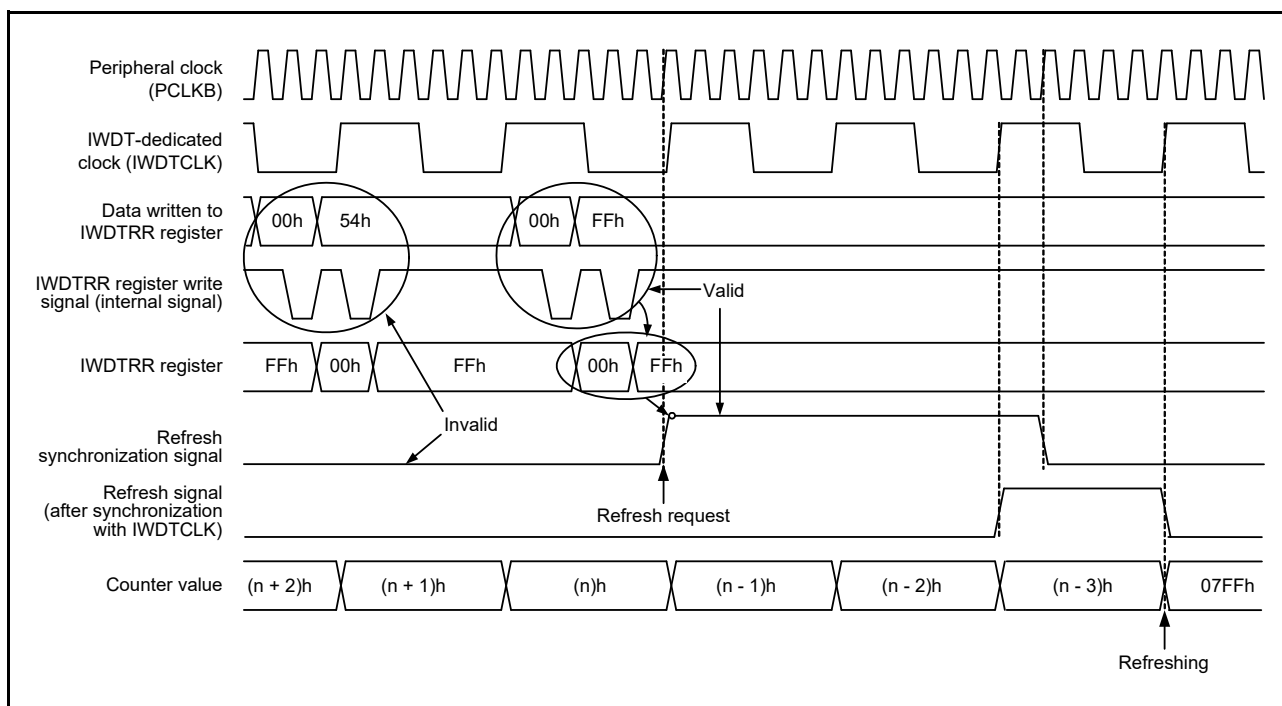 Peripheral clock
(PCLKB)
IWDT-dedicated
clock (IWDTCLK)
Data written to
IWDTRR register
00h
54h
00h
FFh
IWDTRR register write
signal (internal signal)
Valid
IWDTRR register
FFh
00h
FFh
00h
FFh
Invalid
Refresh
synchronization signal
Refresh signal
(after synchronization
with IWDTCLK)
Refresh request
Counter value
(n + 2)h
(n + 1)h
(n)h
(n - 1)h
(n - 2)h
(n - 3)h
07FFh
Refreshing